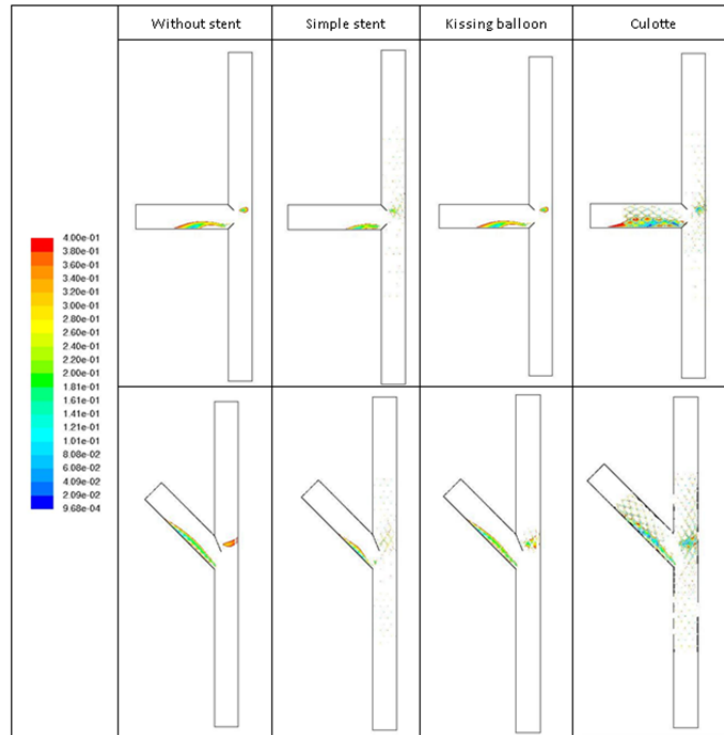 Without stent
Simple stent
Kissing balloon
Culotte
4.00e-01
3.80e-01
3.60e-01
3.20e-01
3.00e-01
2.80e-01
2.60e-01
2.40e-01
2.20e-01
2.00e-01
1.81e-01
1.61e-01
1.41e-01
1.21e-01
1.01e-01
8.08e-02
6.08e-02
4.09e-02
2.09e-02
9.68e-04